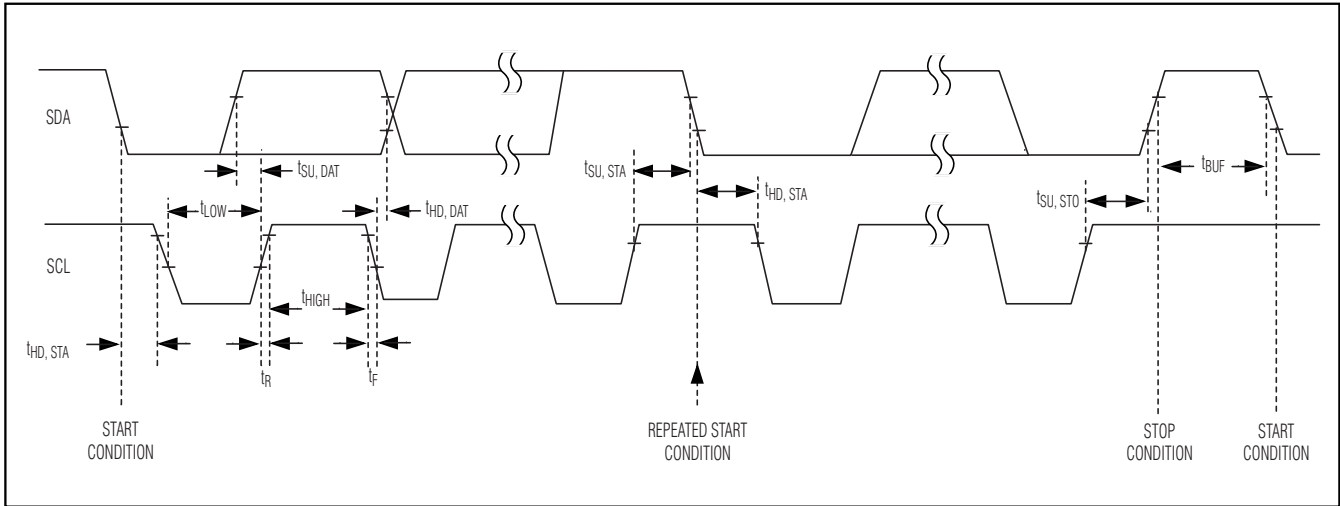 SDA
tSU, DAT
tSU, STA
tBUF
tLOW
tHD, DAT
tHD, STA
tSU, STO
SCL
tHIGH
tHD, STA
tR
tF
START
CONDITION
REPEATED START
CONDITION
STOP
CONDITION
START
CONDITION